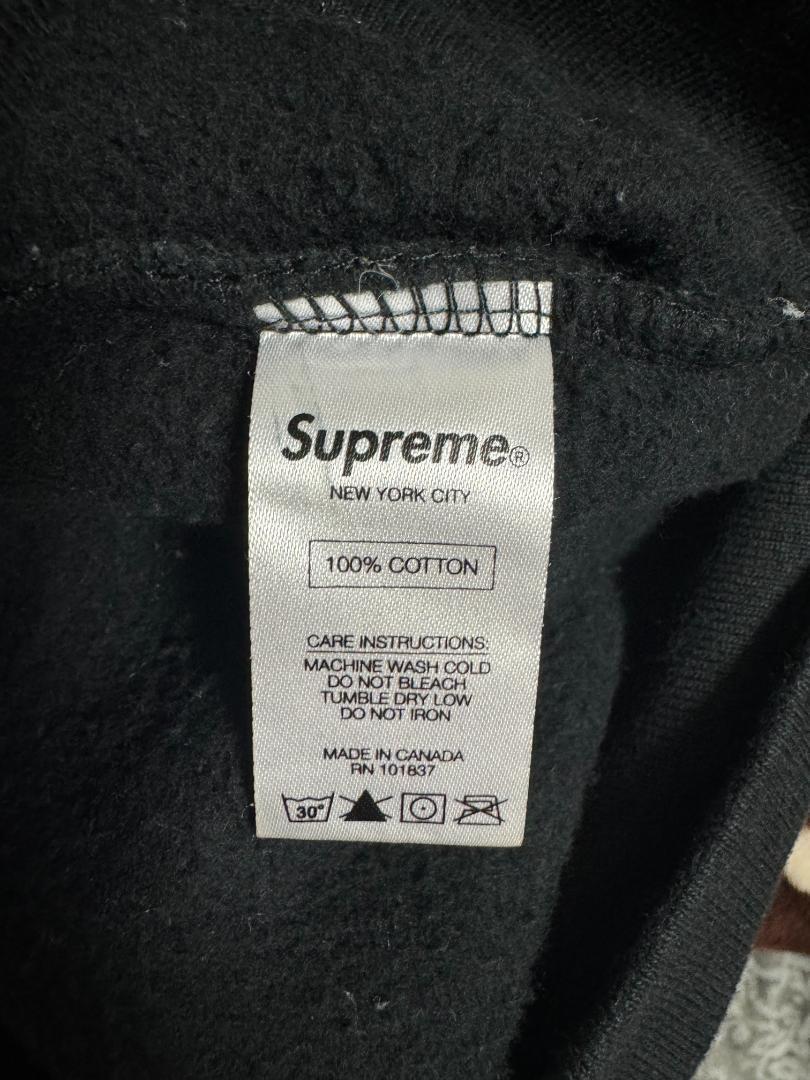 Supreme®
NEW YORK CITY
100% COTTON
CARE INSTRUCTIONS:
MACHINE WASH COLD
DO NOT BLEACH
TUMBLE DRY LOW
DO NOT IRON
MADE IN CANADA
RN 101837
30°